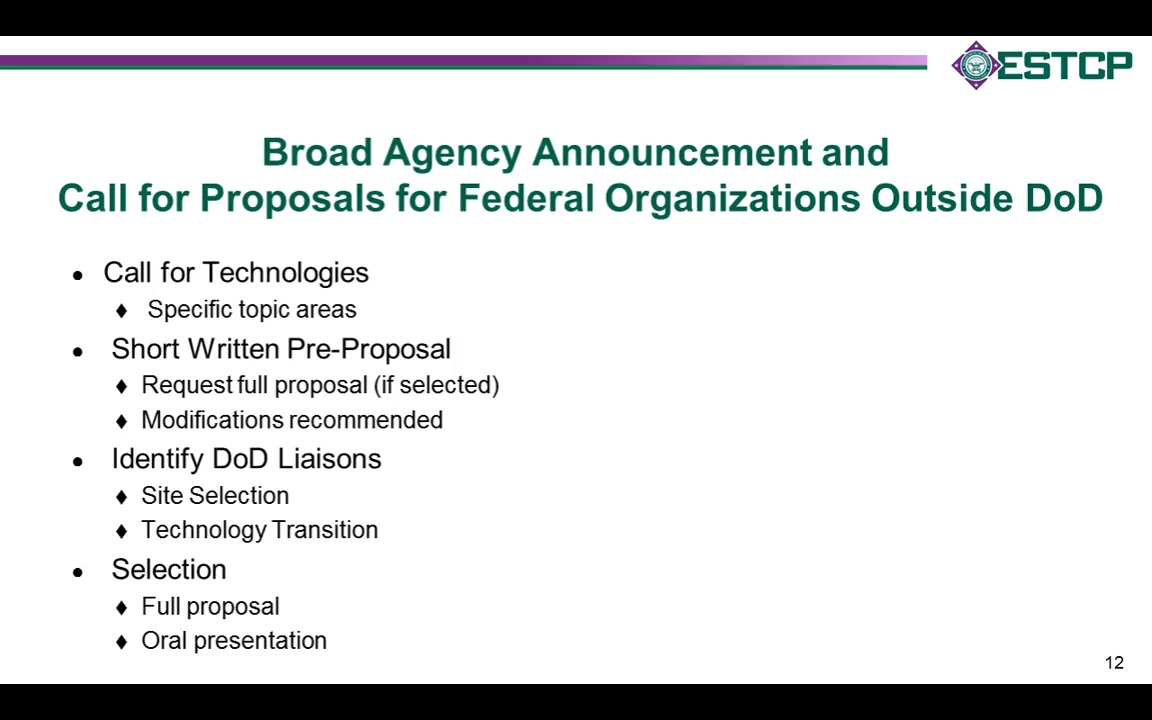 ESTCP
Broad Agency Announcement and
Call for Proposals for Federal Organizations Outside DoD
• Call for Technologies
♦ Specific topic areas
• Short Written Pre-Proposal
♦ Request full proposal (if selected)
♦ Modifications recommended
• Identify DoD Liaisons
♦ Site Selection
♦ Technology Transition
• Selection
♦ Full proposal
♦ Oral presentation
12